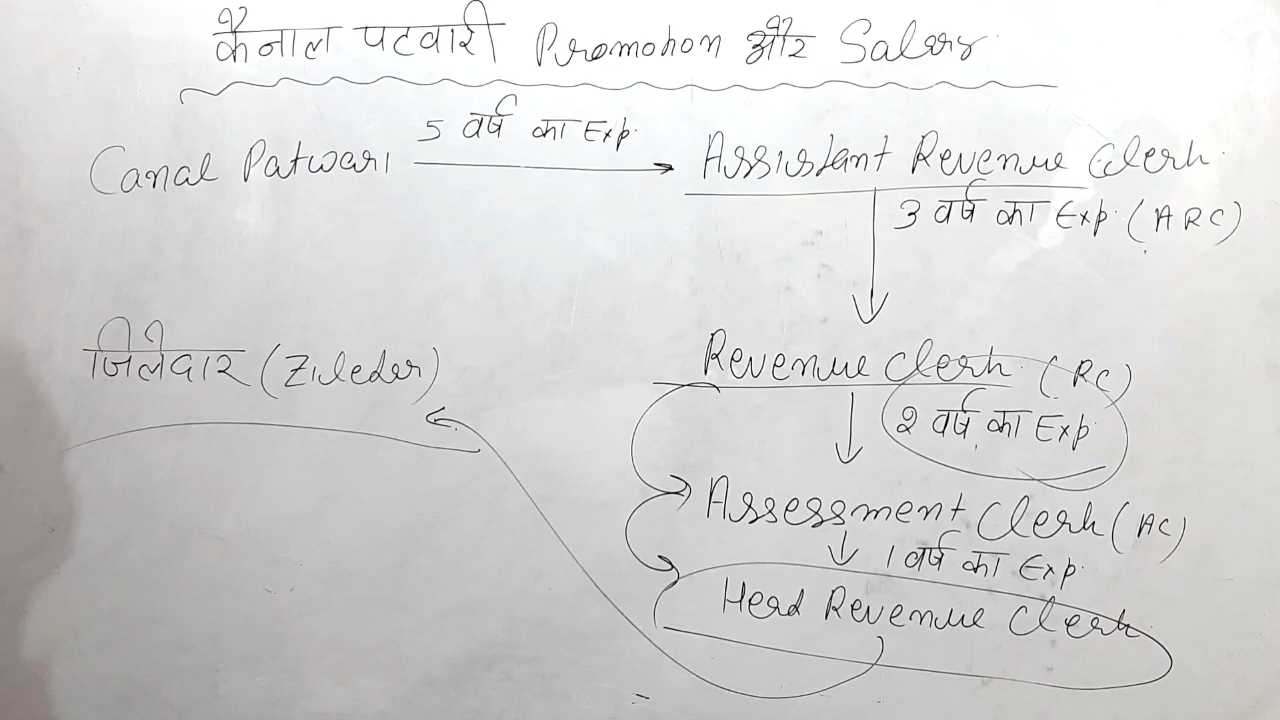 कैनाल पटवारी Promotion और Salary
Canal Patwari 5 वर्ष का Exp. Assistant Revenue Clerk.
3 वर्ष का Exp. (ARC)
जिलेदार (Ziledar) Revenue Clerk (RC)
2 वर्ष का Exp.
Assessment Clerk (AC)
1 वर्ष का Exp.
Head Revenue Clerk